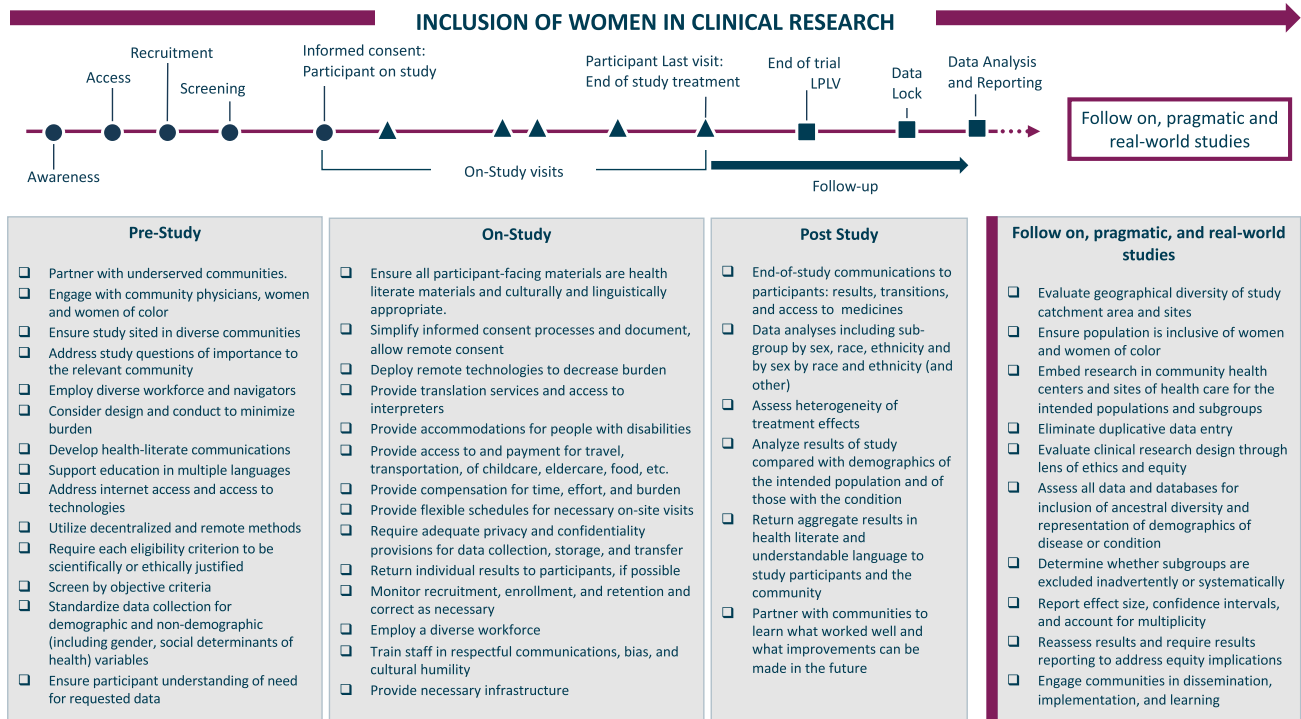 INCLUSION OF WOMEN IN CLINICAL RESEARCH
Awareness
Access
Recruitment
Screening
Informed consent:
Participant on study
On-Study visits
Participant Last visit:
End of study treatment
End of trial
LPLV
Data
Lock
Data Analysis
and Reporting
Follow-up
Follow on, pragmatic and
real-world studies
Pre-Study
❑ Partner with underserved communities.
❑ Engage with community physicians, women
and women of color
❑ Ensure study sited in diverse communities
❑ Address study questions of importance to
the relevant community
❑ Employ diverse workforce and navigators
❑ Consider design and conduct to minimize
burden
❑ Develop health-literate communications
❑ Support education in multiple languages
❑ Address internet access and access to
technologies
❑ Utilize decentralized and remote methods
❑ Require each eligibility criterion to be
scientifically or ethically justified
❑ Screen by objective criteria
❑ Standardize data collection for
demographic and non-demographic
(including gender, social determinants of
health) variables
❑ Ensure participant understanding of need
for requested data
On-Study
❑ Ensure all participant-facing materials are health
literate materials and culturally and linguistically
appropriate.
❑ Simplify informed consent processes and document,
allow remote consent
❑ Deploy remote technologies to decrease burden
❑ Provide translation services and access to
interpreters
❑ Provide accommodations for people with disabilities
❑ Provide access to and payment for travel,
transportation, of childcare, eldercare, food, etc.
❑ Provide compensation for time, effort, and burden
❑ Provide flexible schedules for necessary on-site visits
❑ Require adequate privacy and confidentiality
provisions for data collection, storage, and transfer
❑ Return individual results to participants, if possible
❑ Monitor recruitment, enrollment, and retention and
correct as necessary
❑ Employ a diverse workforce
❑ Train staff in respectful communications, bias, and
cultural humility
❑ Provide necessary infrastructure
Post Study
❑ End-of-study communications to
participants: results, transitions,
and access to medicines
❑ Data analyses including sub-
group by sex, race, ethnicity and
by sex by race and ethnicity (and
other)
❑ Assess heterogeneity of
treatment effects
❑ Analyze results of study
compared with demographics of
the intended population and of
those with the condition
❑ Return aggregate results in
health literate and
understandable language to
study participants and the
community
❑ Partner with communities to
learn what worked well and
what improvements can be
made in the future
Follow on, pragmatic, and real-world
studies
❑ Evaluate geographical diversity of study
catchment area and sites
❑ Ensure population is inclusive of women
and women of color
❑ Embed research in community health
centers and sites of health care for the
intended populations and subgroups
❑ Eliminate duplicative data entry
❑ Evaluate clinical research design through
lens of ethics and equity
❑ Assess all data and databases for
inclusion of ancestral diversity and
representation of demographics of
disease or condition
❑ Determine whether subgroups are
excluded inadvertently or systematically
❑ Report effect size, confidence intervals,
and account for multiplicity
❑ Reassess results and require results
reporting to address equity implications
❑ Engage communities in dissemination,
implementation, and learning